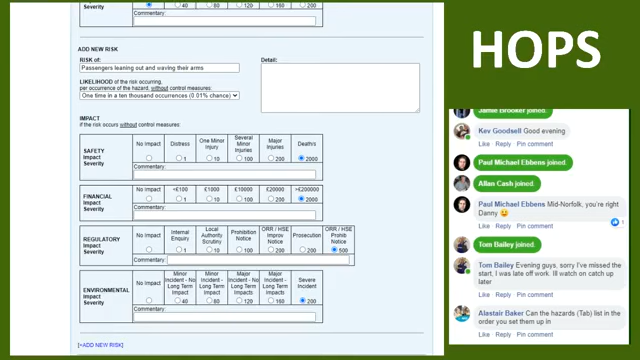 Severity
40
80
120
160
200
Commentary:
ADD NEW RISK
RISK of:
Passengers leaning out and waving their arms
Detail:
LIKELIHOOD of the risk occurring,
per occurrence of the hazard, without control measures:
One time in a ten thousand occurrences (0.01% chance)
IMPACT
if the risk occurs without control measures:
SAFETY Impact Severity
No Impact
Distress 1
One Minor Injury 10
Several Minor Injuries 100
Major Injuries 200
Death/s 2000
Commentary:
FINANCIAL Impact Severity
No Impact
<£100 1
£1000 10
£10000 100
£20000 200
>£200000 2000
Commentary:
REGULATORY Impact Severity
No Impact
Internal Enquiry 1
Local Authority Scrutiny 10
Prohibition Notice 100
ORR / HSE Improv Notice 200
Prosecution 200
ORR / HSE Prohib Notice 500
Commentary:
ENVIRONMENTAL Impact Severity
No Impact
Minor Incident - No Long Term Impact 40
Minor Incident - Long Term Impacts 80
Major Incident - No Long Term Impacts 120
Major Incident - Long Term Impacts 160
Severe Incident 200
Commentary:
[+ADD NEW RISK]
HOPS
Jamie Brooker joined.
Kev Goodsell Good evening
Like Reply Pin comment
Paul Michael Ebbens joined.
Allan Cash joined.
Paul Michael Ebbens Mid-Norfolk, you're right
Danny 🙂
1
Like Reply Pin comment
Tom Bailey joined.
Tom Bailey Evening guys, sorry I've missed the
start, I was late off work. Ill watch on catch up
later
Like Reply Pin comment
Alastair Baker Can the hazards (Tab) list in the
order you set them up in
Like Reply Pin comment